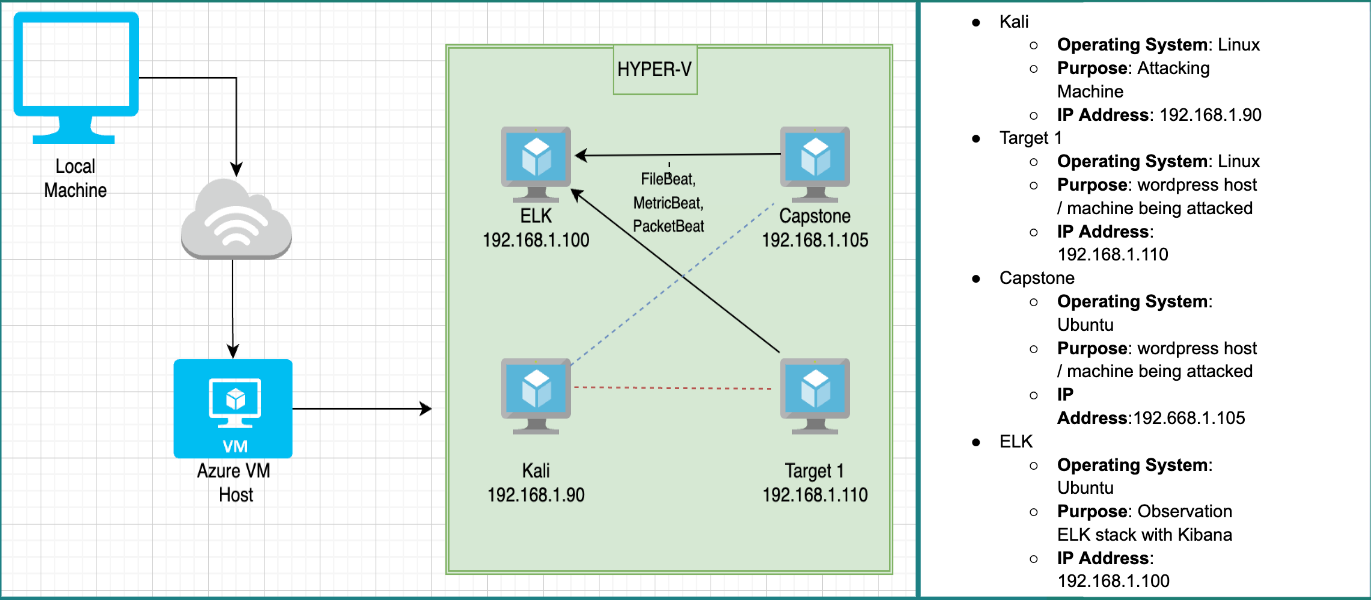 Local
Machine
VM
Azure VM
Host
HYPER-V
ELK
192.168.1.100
FileBeat,
MetricBeat,
PacketBeat
Capstone
192.168.1.105
Kali
192.168.1.90
Target 1
192.168.1.110
● Kali
○ Operating System: Linux
○ Purpose: Attacking
Machine
○ IP Address: 192.168.1.90
● Target 1
○ Operating System: Linux
○ Purpose: wordpress host
/ machine being attacked
○ IP Address:
192.168.1.110
● Capstone
○ Operating System:
Ubuntu
○ Purpose: wordpress host
/ machine being attacked
○ IP
Address:192.668.1.105
● ELK
○ Operating System:
Ubuntu
○ Purpose: Observation
ELK stack with Kibana
○ IP Address:
192.168.1.100